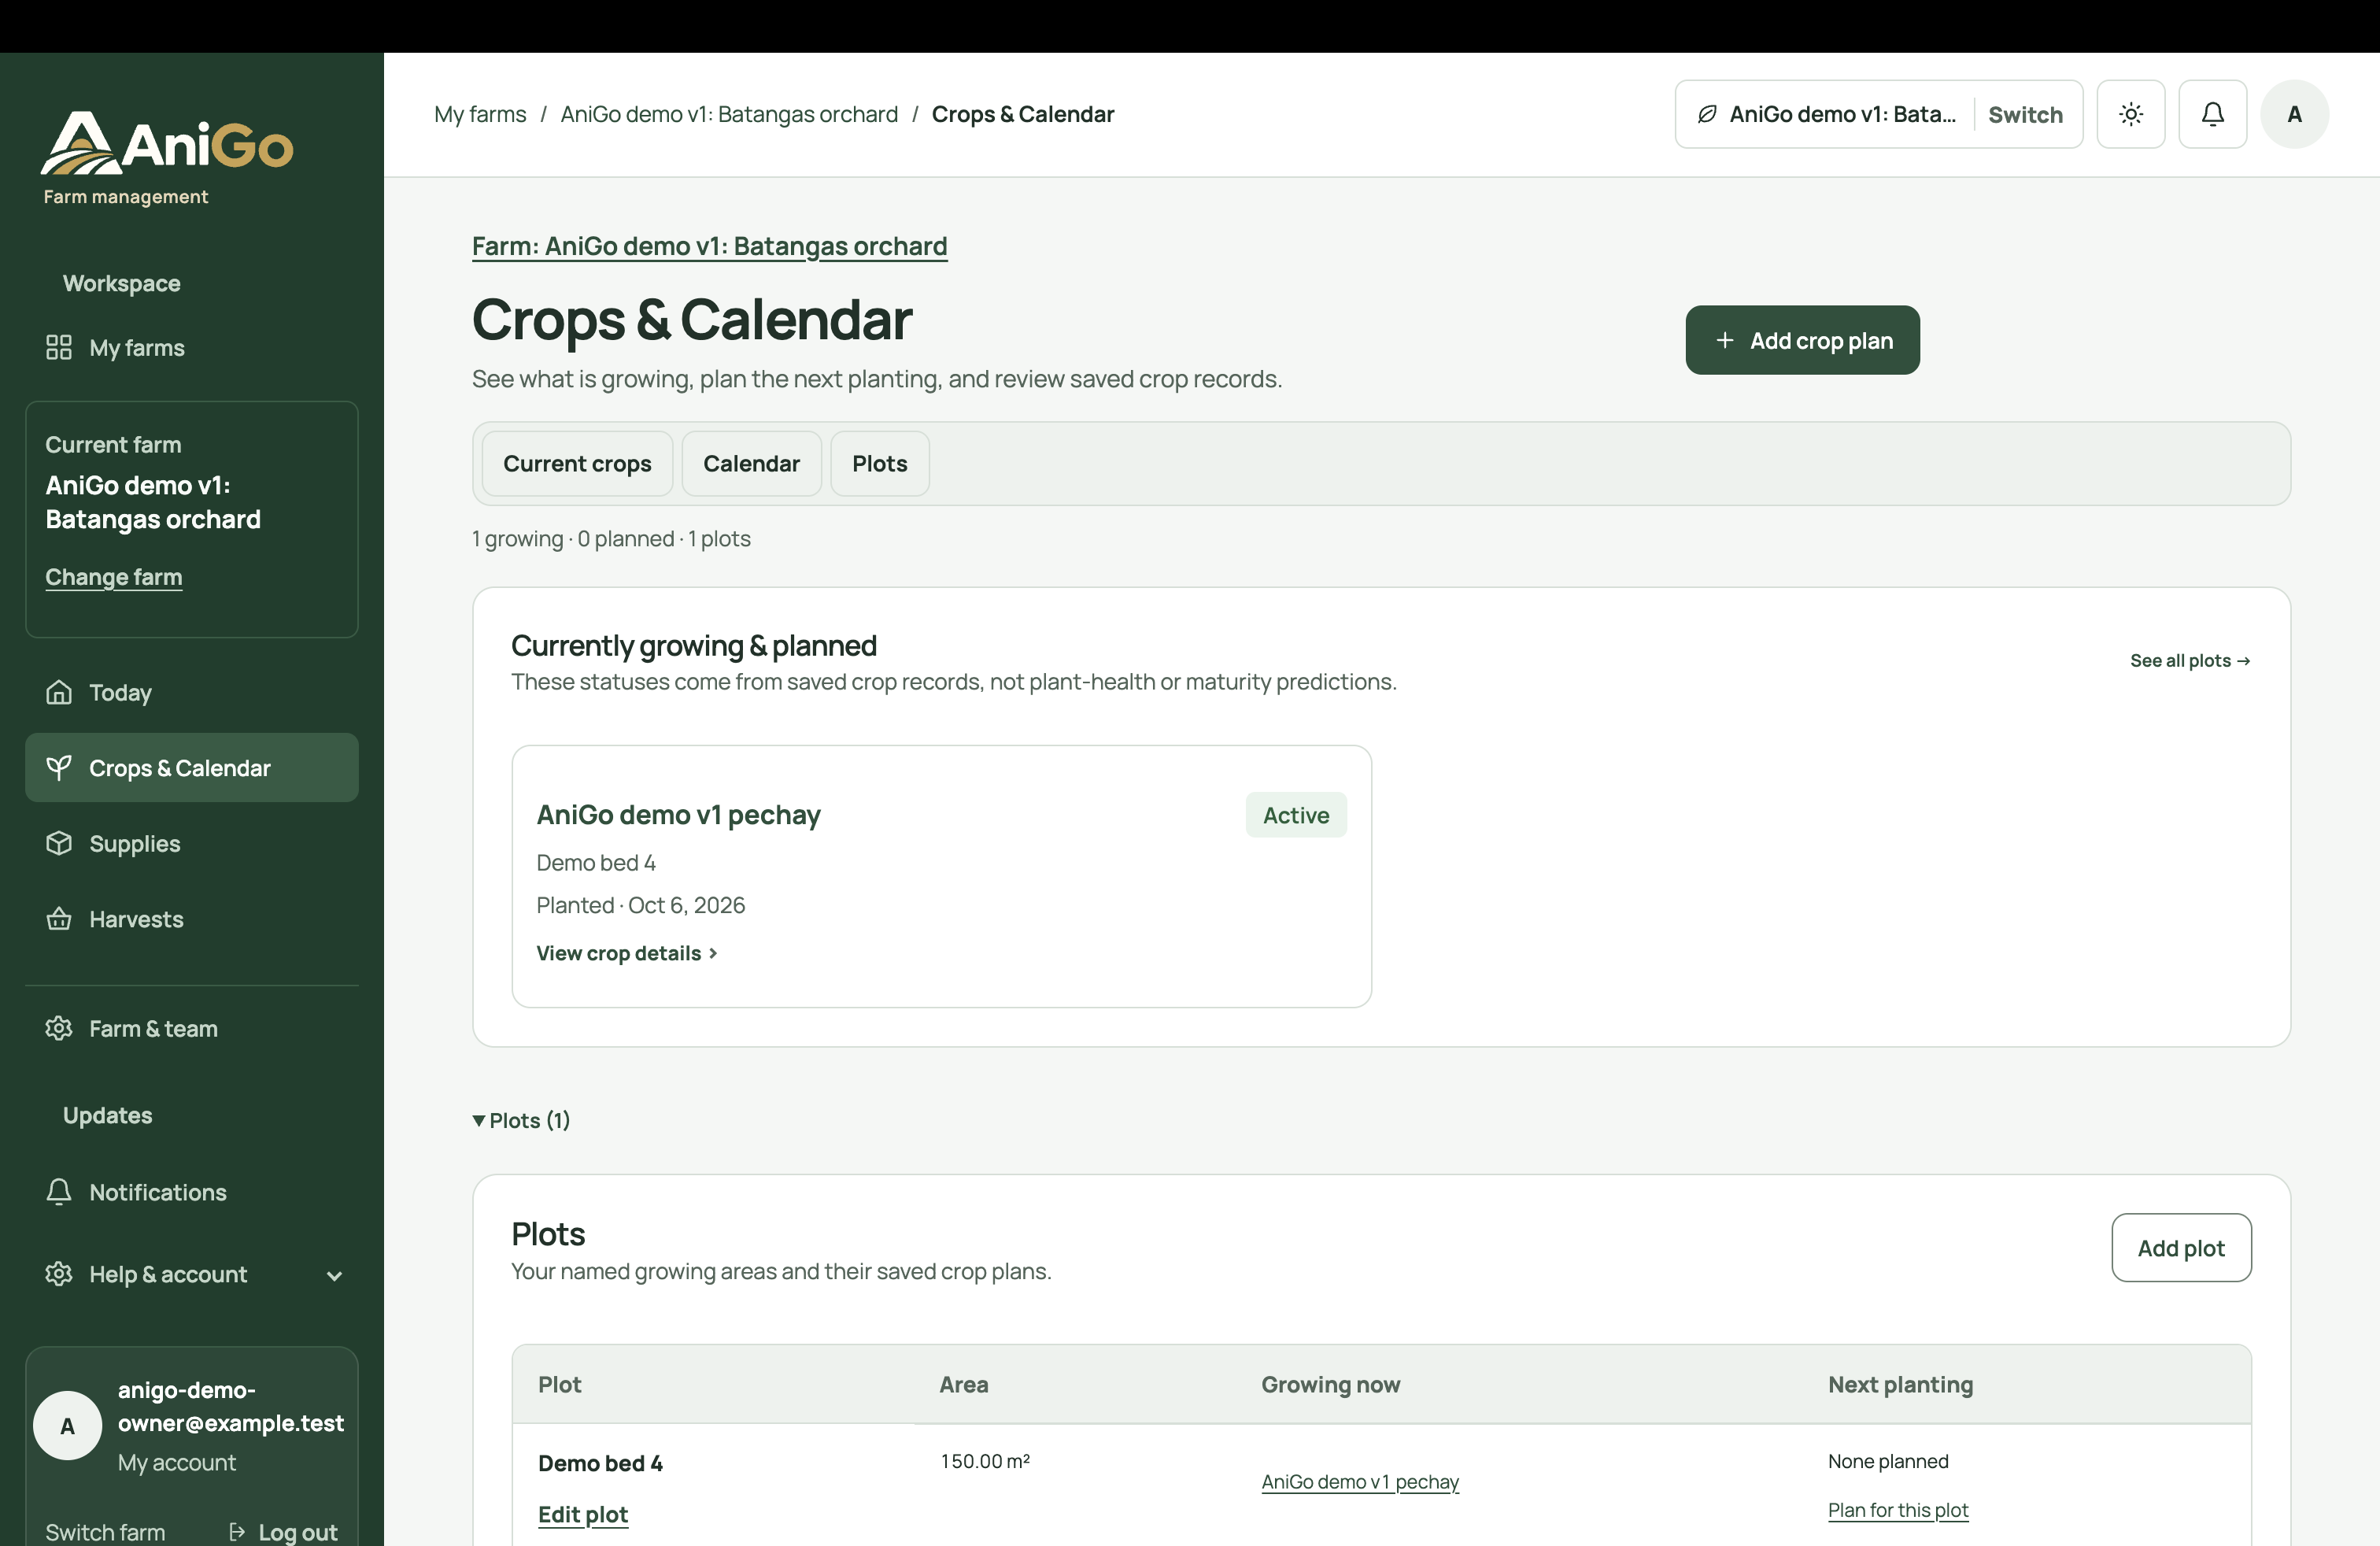 AniGo
Farm management
Workspace
My farms
Current farm
AniGo demo v1:
Batangas orchard
Change farm
Today
Crops & Calendar
Supplies
Harvests
Farm & team
Updates
Notifications
Help & account
A
anigo-demo-
owner@example.test
My account
Switch farm
Log out
My farms / AniGo demo v1: Batangas orchard / Crops & Calendar
AniGo demo v1: Bata...
Switch
A
Farm: AniGo demo v1: Batangas orchard
Crops & Calendar
See what is growing, plan the next planting, and review saved crop records.
+ Add crop plan
Current crops
Calendar
Plots
1 growing · 0 planned · 1 plots
Currently growing & planned
These statuses come from saved crop records, not plant-health or maturity predictions.
See all plots →
AniGo demo v1 pechay
Active
Demo bed 4
Planted · Oct 6, 2026
View crop details ›
▼ Plots (1)
Plots
Your named growing areas and their saved crop plans.
Add plot
Plot Area Growing now Next planting
Demo bed 4
150.00 m²
AniGo demo v1 pechay
None planned
Edit plot
Plan for this plot